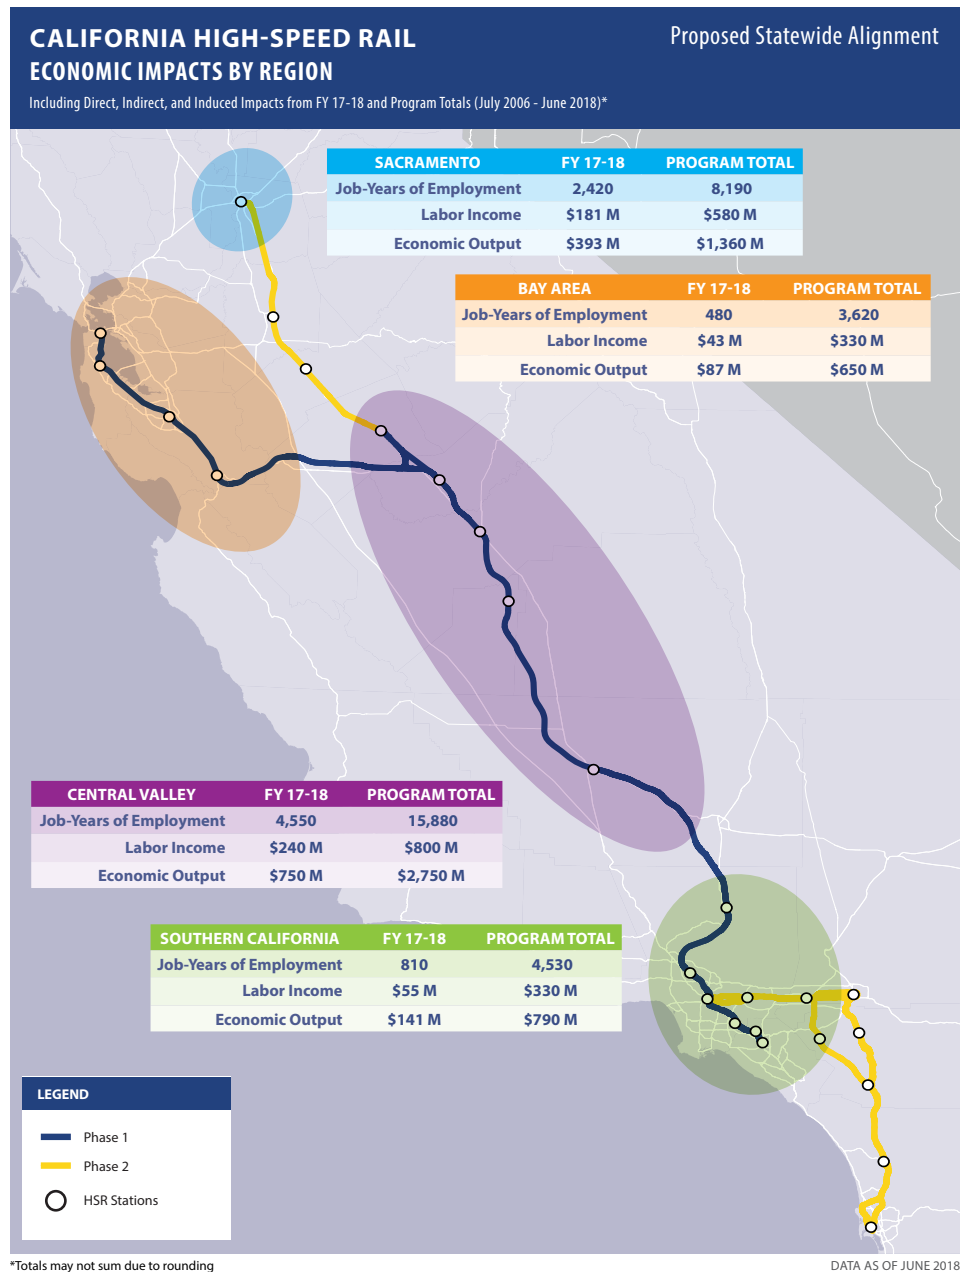 CALIFORNIA HIGH-SPEED RAIL
ECONOMIC IMPACTS BY REGION
Proposed Statewide Alignment
Including Direct, Indirect, and Induced Impacts from FY 17-18 and Program Totals (July 2006 - June 2018)*
SACRAMENTO FY 17-18 PROGRAM TOTAL
Job-Years of Employment 2,420 8,190
Labor Income $181 M $580 M
Economic Output $393 M $1,360 M
BAY AREA FY 17-18 PROGRAM TOTAL
Job-Years of Employment 480 3,620
Labor Income $43 M $330 M
Economic Output $87 M $650 M
CENTRAL VALLEY FY 17-18 PROGRAM TOTAL
Job-Years of Employment 4,550 15,880
Labor Income $240 M $800 M
Economic Output $750 M $2,750 M
SOUTHERN CALIFORNIA FY 17-18 PROGRAM TOTAL
Job-Years of Employment 810 4,530
Labor Income $55 M $330 M
Economic Output $141 M $790 M
LEGEND
Phase 1
Phase 2
HSR Stations
*Totals may not sum due to rounding
DATA AS OF JUNE 2018